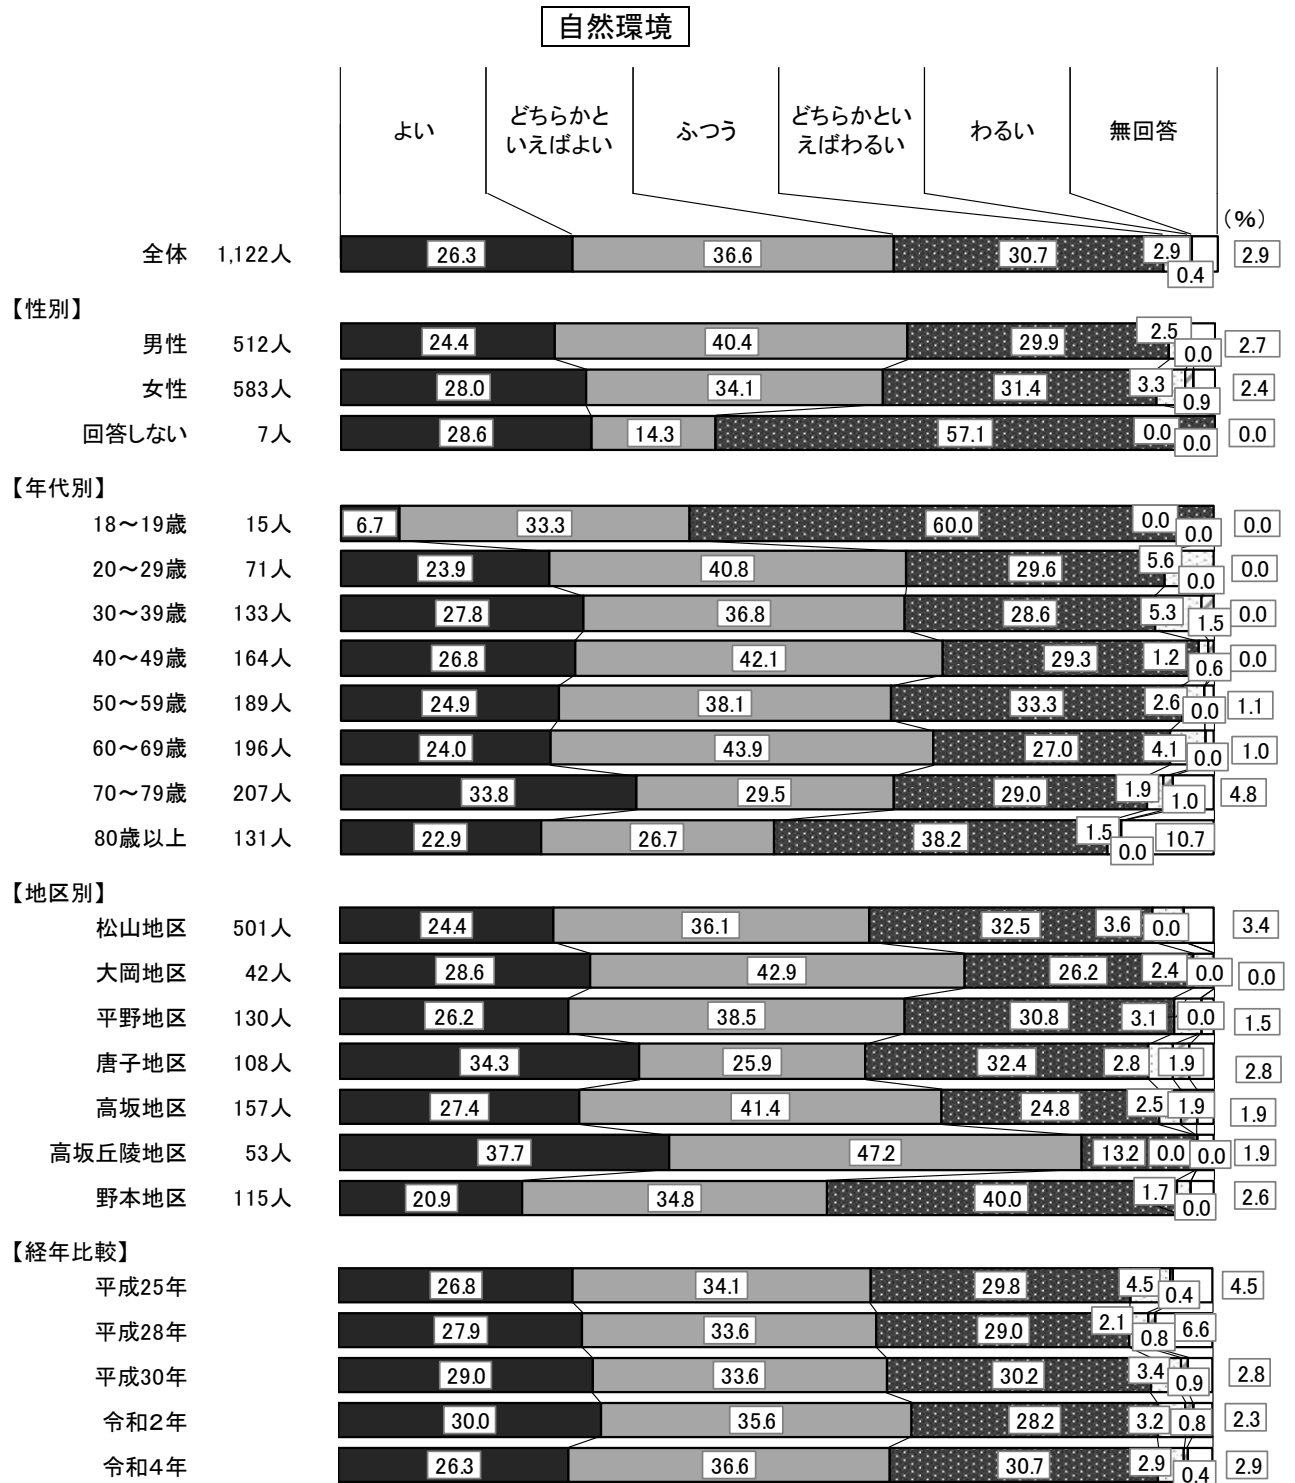 自然環境
よい
どちらかと
いえばよい
ふつう
どちらかとい
えばわるい
わるい
無回答
(%)
全体 1,122人 26.3 36.6 30.7 2.9 0.4 2.9
【性別】
男性 512人 24.4 40.4 29.9 2.5 0.0 2.7
女性 583人 28.0 34.1 31.4 3.3 0.9 2.4
回答しない 7人 28.6 14.3 57.1 0.0 0.0 0.0
【年代別】
18～19歳 15人 6.7 33.3 60.0 0.0 0.0 0.0
20～29歳 71人 23.9 40.8 29.6 5.6 0.0 0.0
30～39歳 133人 27.8 36.8 28.6 5.3 1.5 0.0
40～49歳 164人 26.8 42.1 29.3 1.2 0.6 0.0
50～59歳 189人 24.9 38.1 33.3 2.6 0.0 1.1
60～69歳 196人 24.0 43.9 27.0 4.1 0.0 1.0
70～79歳 207人 33.8 29.5 29.0 1.9 1.0 4.8
80歳以上 131人 22.9 26.7 38.2 1.5 0.0 10.7
【地区別】
松山地区 501人 24.4 36.1 32.5 3.6 0.0 3.4
大岡地区 42人 28.6 42.9 26.2 2.4 0.0 0.0
平野地区 130人 26.2 38.5 30.8 3.1 0.0 1.5
唐子地区 108人 34.3 25.9 32.4 2.8 1.9 2.8
高坂地区 157人 27.4 41.4 24.8 2.5 1.9 1.9
高坂丘陵地区 53人 37.7 47.2 13.2 0.0 0.0 1.9
野本地区 115人 20.9 34.8 40.0 1.7 0.0 2.6
【経年比較】
平成25年 26.8 34.1 29.8 4.5 0.4 4.5
平成28年 27.9 33.6 29.0 2.1 0.8 6.6
平成30年 29.0 33.6 30.2 3.4 0.9 2.8
令和2年 30.0 35.6 28.2 3.2 0.8 2.3
令和4年 26.3 36.6 30.7 2.9 0.4 2.9